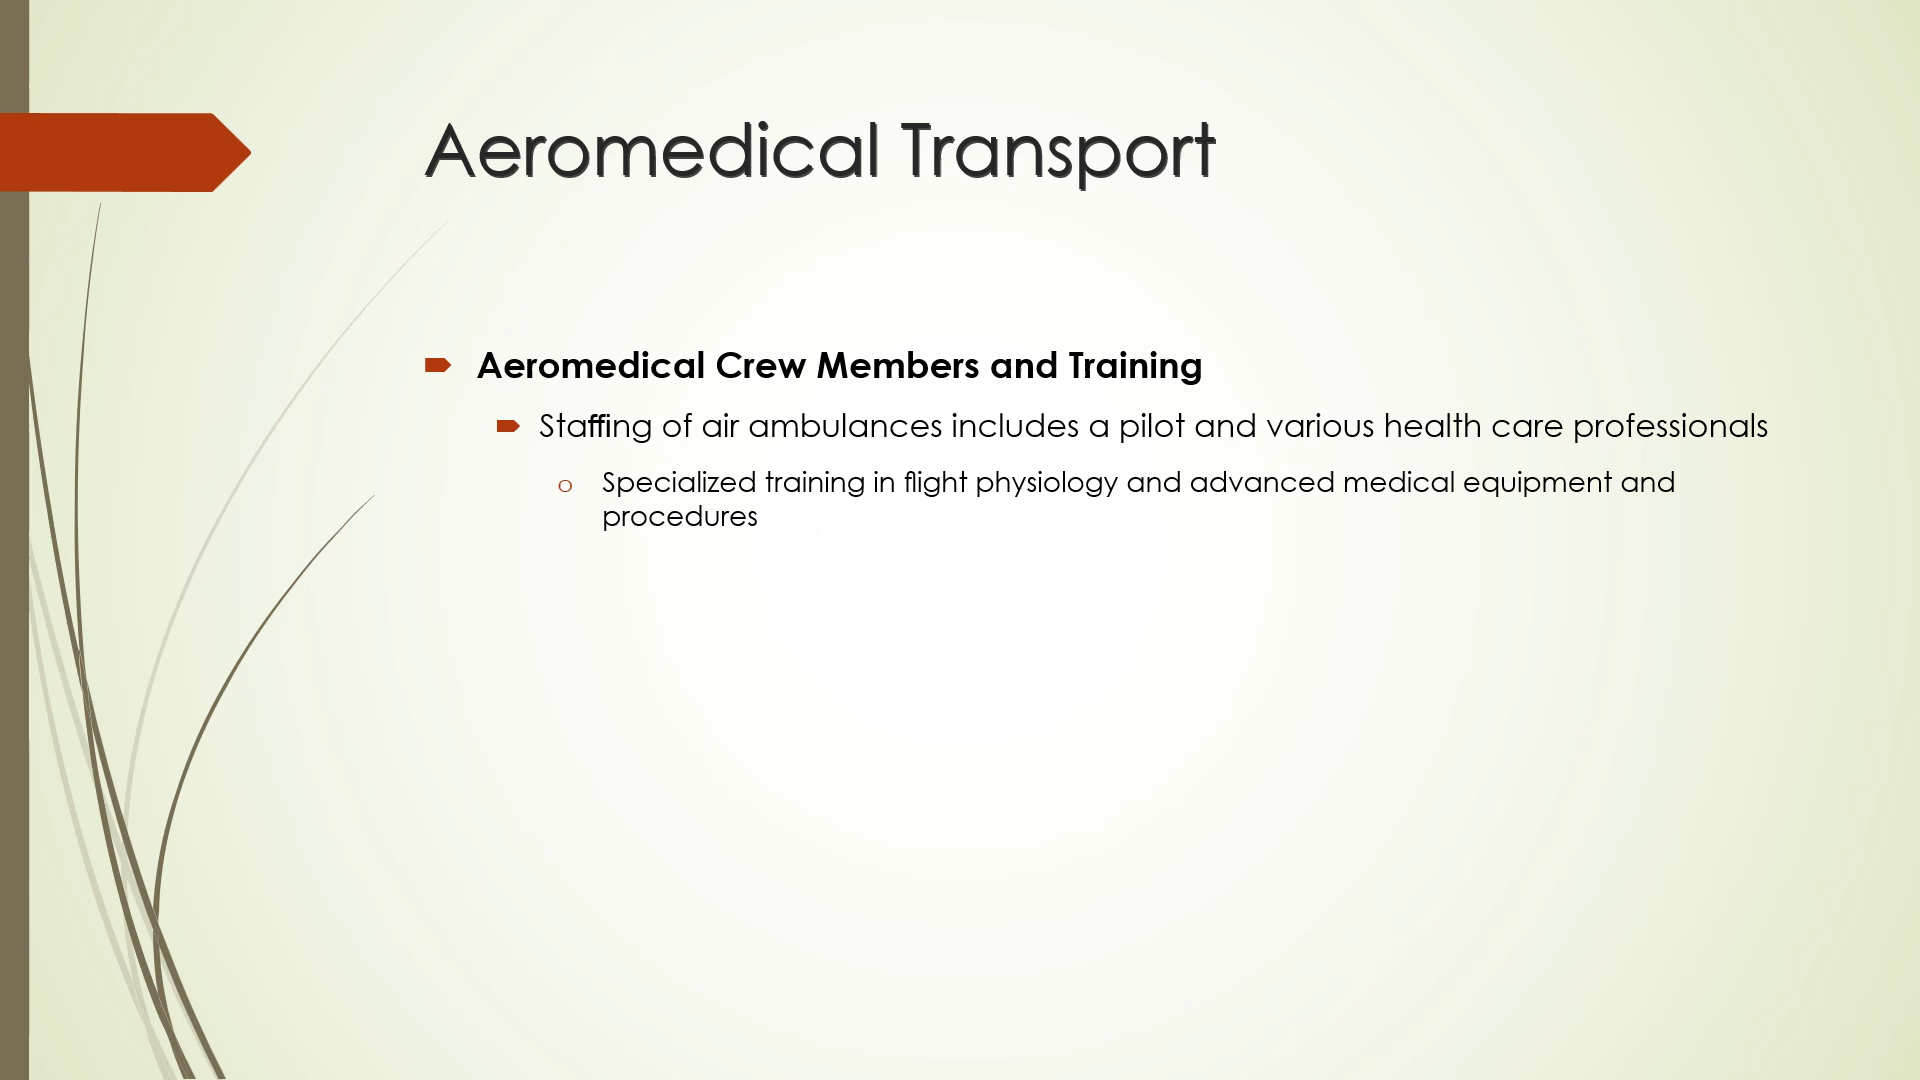 Aeromedical Transport
Aeromedical Crew Members and Training
Staffing of air ambulances includes a pilot and various health care professionals
o Specialized training in flight physiology and advanced medical equipment and
procedures